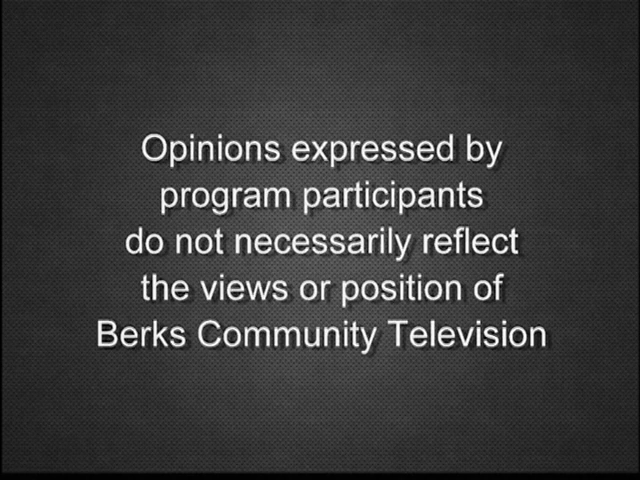 Opinions expressed by
program participants
do not necessarily reflect
the views or position of
Berks Community Television